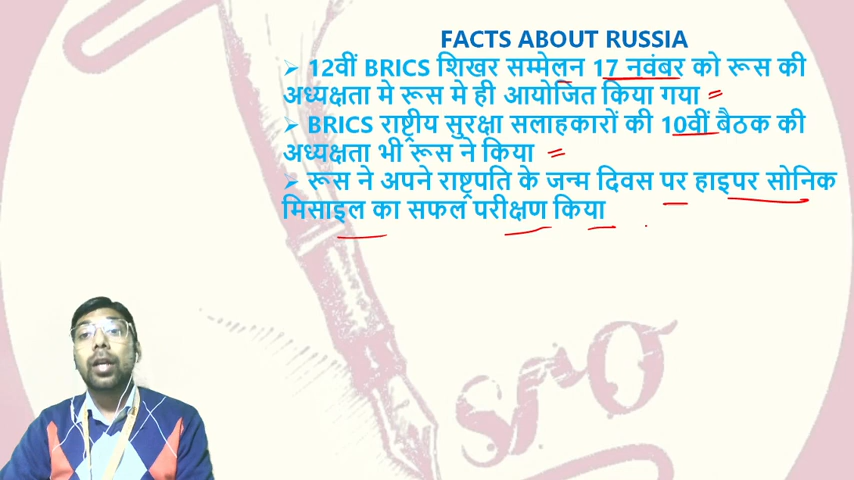 FACTS ABOUT RUSSIA
➢ 12वीं BRICS शिखर सम्मेलन 17 नवंबर को रूस की
अध्यक्षता मे रूस मे ही आयोजित किया गया
➢ BRICS राष्ट्रीय सुरक्षा सलाहकारों की 10वीं बैठक की
अध्यक्षता भी रूस ने किया
➢ रूस ने अपने राष्ट्रपति के जन्म दिवस पर हाइपर सोनिक
मिसाइल का सफल परीक्षण किया